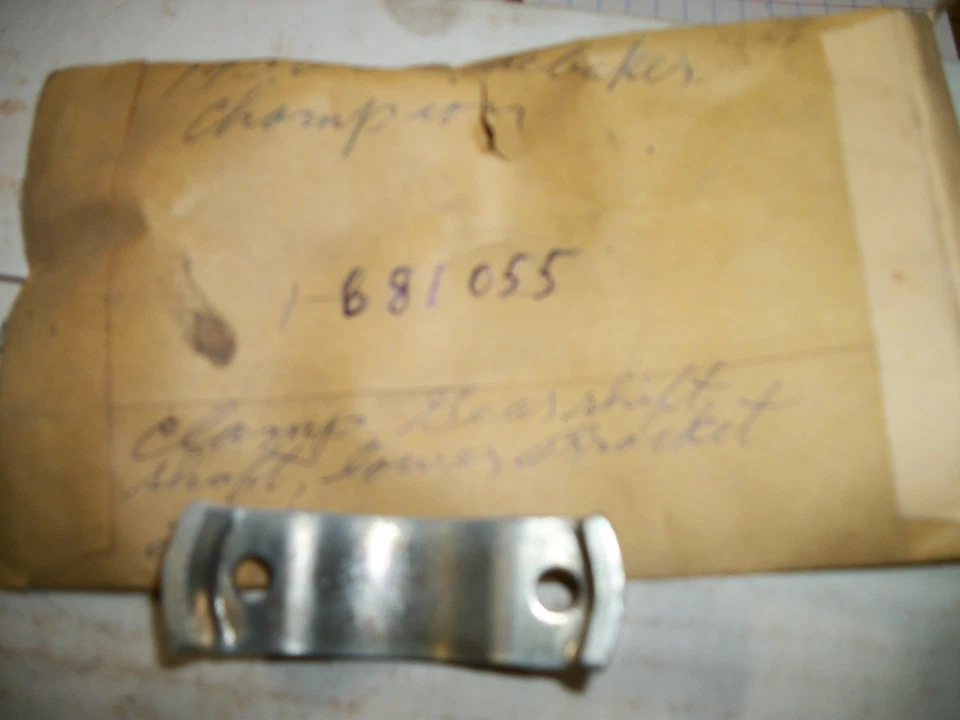 Champion
1-681055
Clamp, Gearshift
shaft, lower Bracket